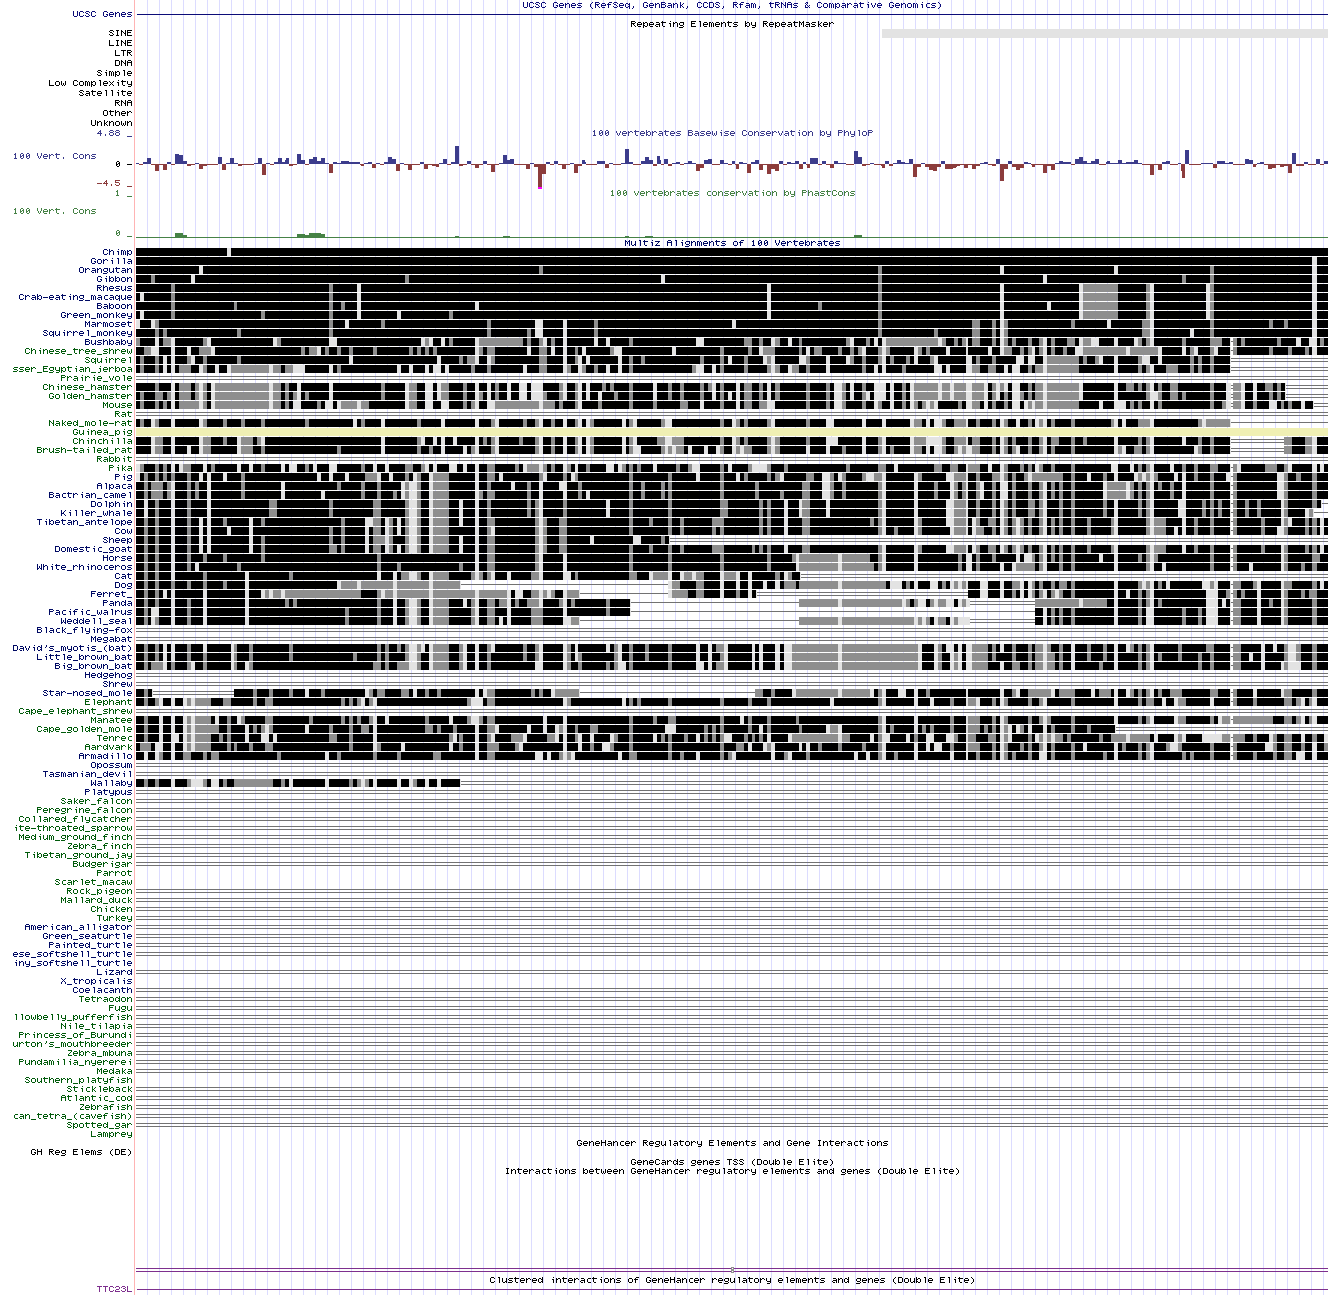 UCSC Genes (RefSeq, GenBank, CCDS, Rfam, tRNAs & Comparative Genomics)
UCSC Genes
Repeating Elements by RepeatMasker
SINE
LINE
LTR
DNA
Simple
Low Complexity
Satellite
RNA
Other
Unknown
4.88 _
100 vertebrates Basewise Conservation by PhyloP
100 Vert. Cons
0 -
-4.5 _
100 vertebrates conservation by PhastCons
1 _
100 Vert. Cons
0 _
Multiz Alignments of 100 Vertebrates
Chimp
Gorilla
Orangutan
Gibbon
Rhesus
Crab-eating_macaque
Baboon
Green_monkey
Marmoset
Squirrel_monkey
Bushbaby
Chinese_tree_shrew
Squirrel
sser_Egyptian_jerboa
Prairie_vole
Chinese_hamster
Golden_hamster
Mouse
Rat
Naked_mole-rat
Guinea_pig
Chinchilla
Brush-tailed_rat
Rabbit
Pika
Pig
Alpaca
Bactrian_camel
Dolphin
Killer_whale
Tibetan_antelope
Cow
Sheep
Domestic_goat
Horse
White_rhinoceros
Cat
Dog
Ferret_
Panda
Pacific_walrus
Weddell_seal
Black_flying-fox
Megabat
David's_myotis_(bat)
Little_brown_bat
Big_brown_bat
Hedgehog
Shrew
Star-nosed_mole
Elephant
Cape_elephant_shrew
Manatee
Cape_golden_mole
Tenrec
Aardvark
Armadillo
Opossum
Tasmanian_devil
Wallaby
Platypus
Saker_falcon
Peregrine_falcon
Collared_flycatcher
ite-throated_sparrow
Medium_ground_finch
Zebra_finch
Tibetan_ground_jay
Budgerigar
Parrot
Scarlet_macaw
Rock_pigeon
Mallard_duck
Chicken
Turkey
American_alligator
Green_seaturtle
Painted_turtle
ese_softshell_turtle
iny_softshell_turtle
Lizard
X_tropicalis
Coelacanth
Tetraodon
Fugu
llowbelly_pufferfish
Nile_tilapia
Princess_of_Burundi
urton's_mouthbreeder
Zebra_mbuna
Pundamilia_nyererei
Medaka
Southern_platyfish
Stickleback
Atlantic_cod
Zebrafish
can_tetra_(cavefish)
Spotted_gar
Lamprey
GeneHancer Regulatory Elements and Gene Interactions
GH Reg Elems (DE)
GeneCards genes TSS (Double Elite)
Interactions between GeneHancer regulatory elements and genes (Double Elite)
Clustered interactions of GeneHancer regulatory elements and genes (Double Elite)
TTC23L